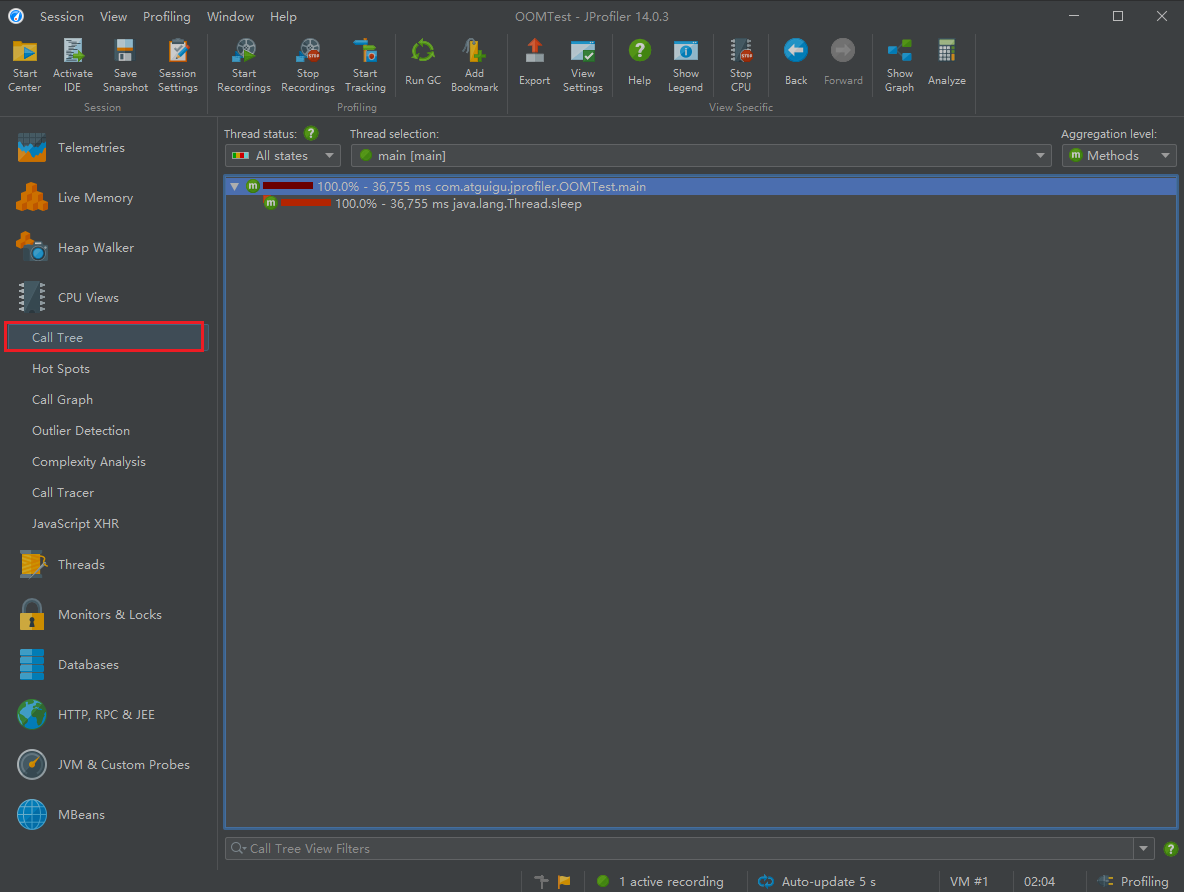 Session View Profiling Window Help
OOMTest - JProfiler 14.0.3
Start Center
Activate IDE
Save Snapshot
Session Settings
Start Recordings
Stop Recordings
Start Tracking
Run GC
Add Bookmark
Export
View Settings
Help
Show Legend
Stop CPU
Back
Forward
Show Graph
Analyze
Session
Profiling
View Specific
Telemetries
Live Memory
Heap Walker
CPU Views
Call Tree
Hot Spots
Call Graph
Outlier Detection
Complexity Analysis
Call Tracer
JavaScript XHR
Threads
Monitors & Locks
Databases
HTTP, RPC & JEE
JVM & Custom Probes
MBeans
Thread status: ?
Thread selection:
Aggregation level:
All states
main [main]
m Methods
m 100.0% - 36,755 ms com.atguigu.jprofiler.OOMTest.main
m 100.0% - 36,755 ms java.lang.Thread.sleep
Call Tree View Filters
?
1 active recording
Auto-update 5 s
VM #1
02:04
Profiling